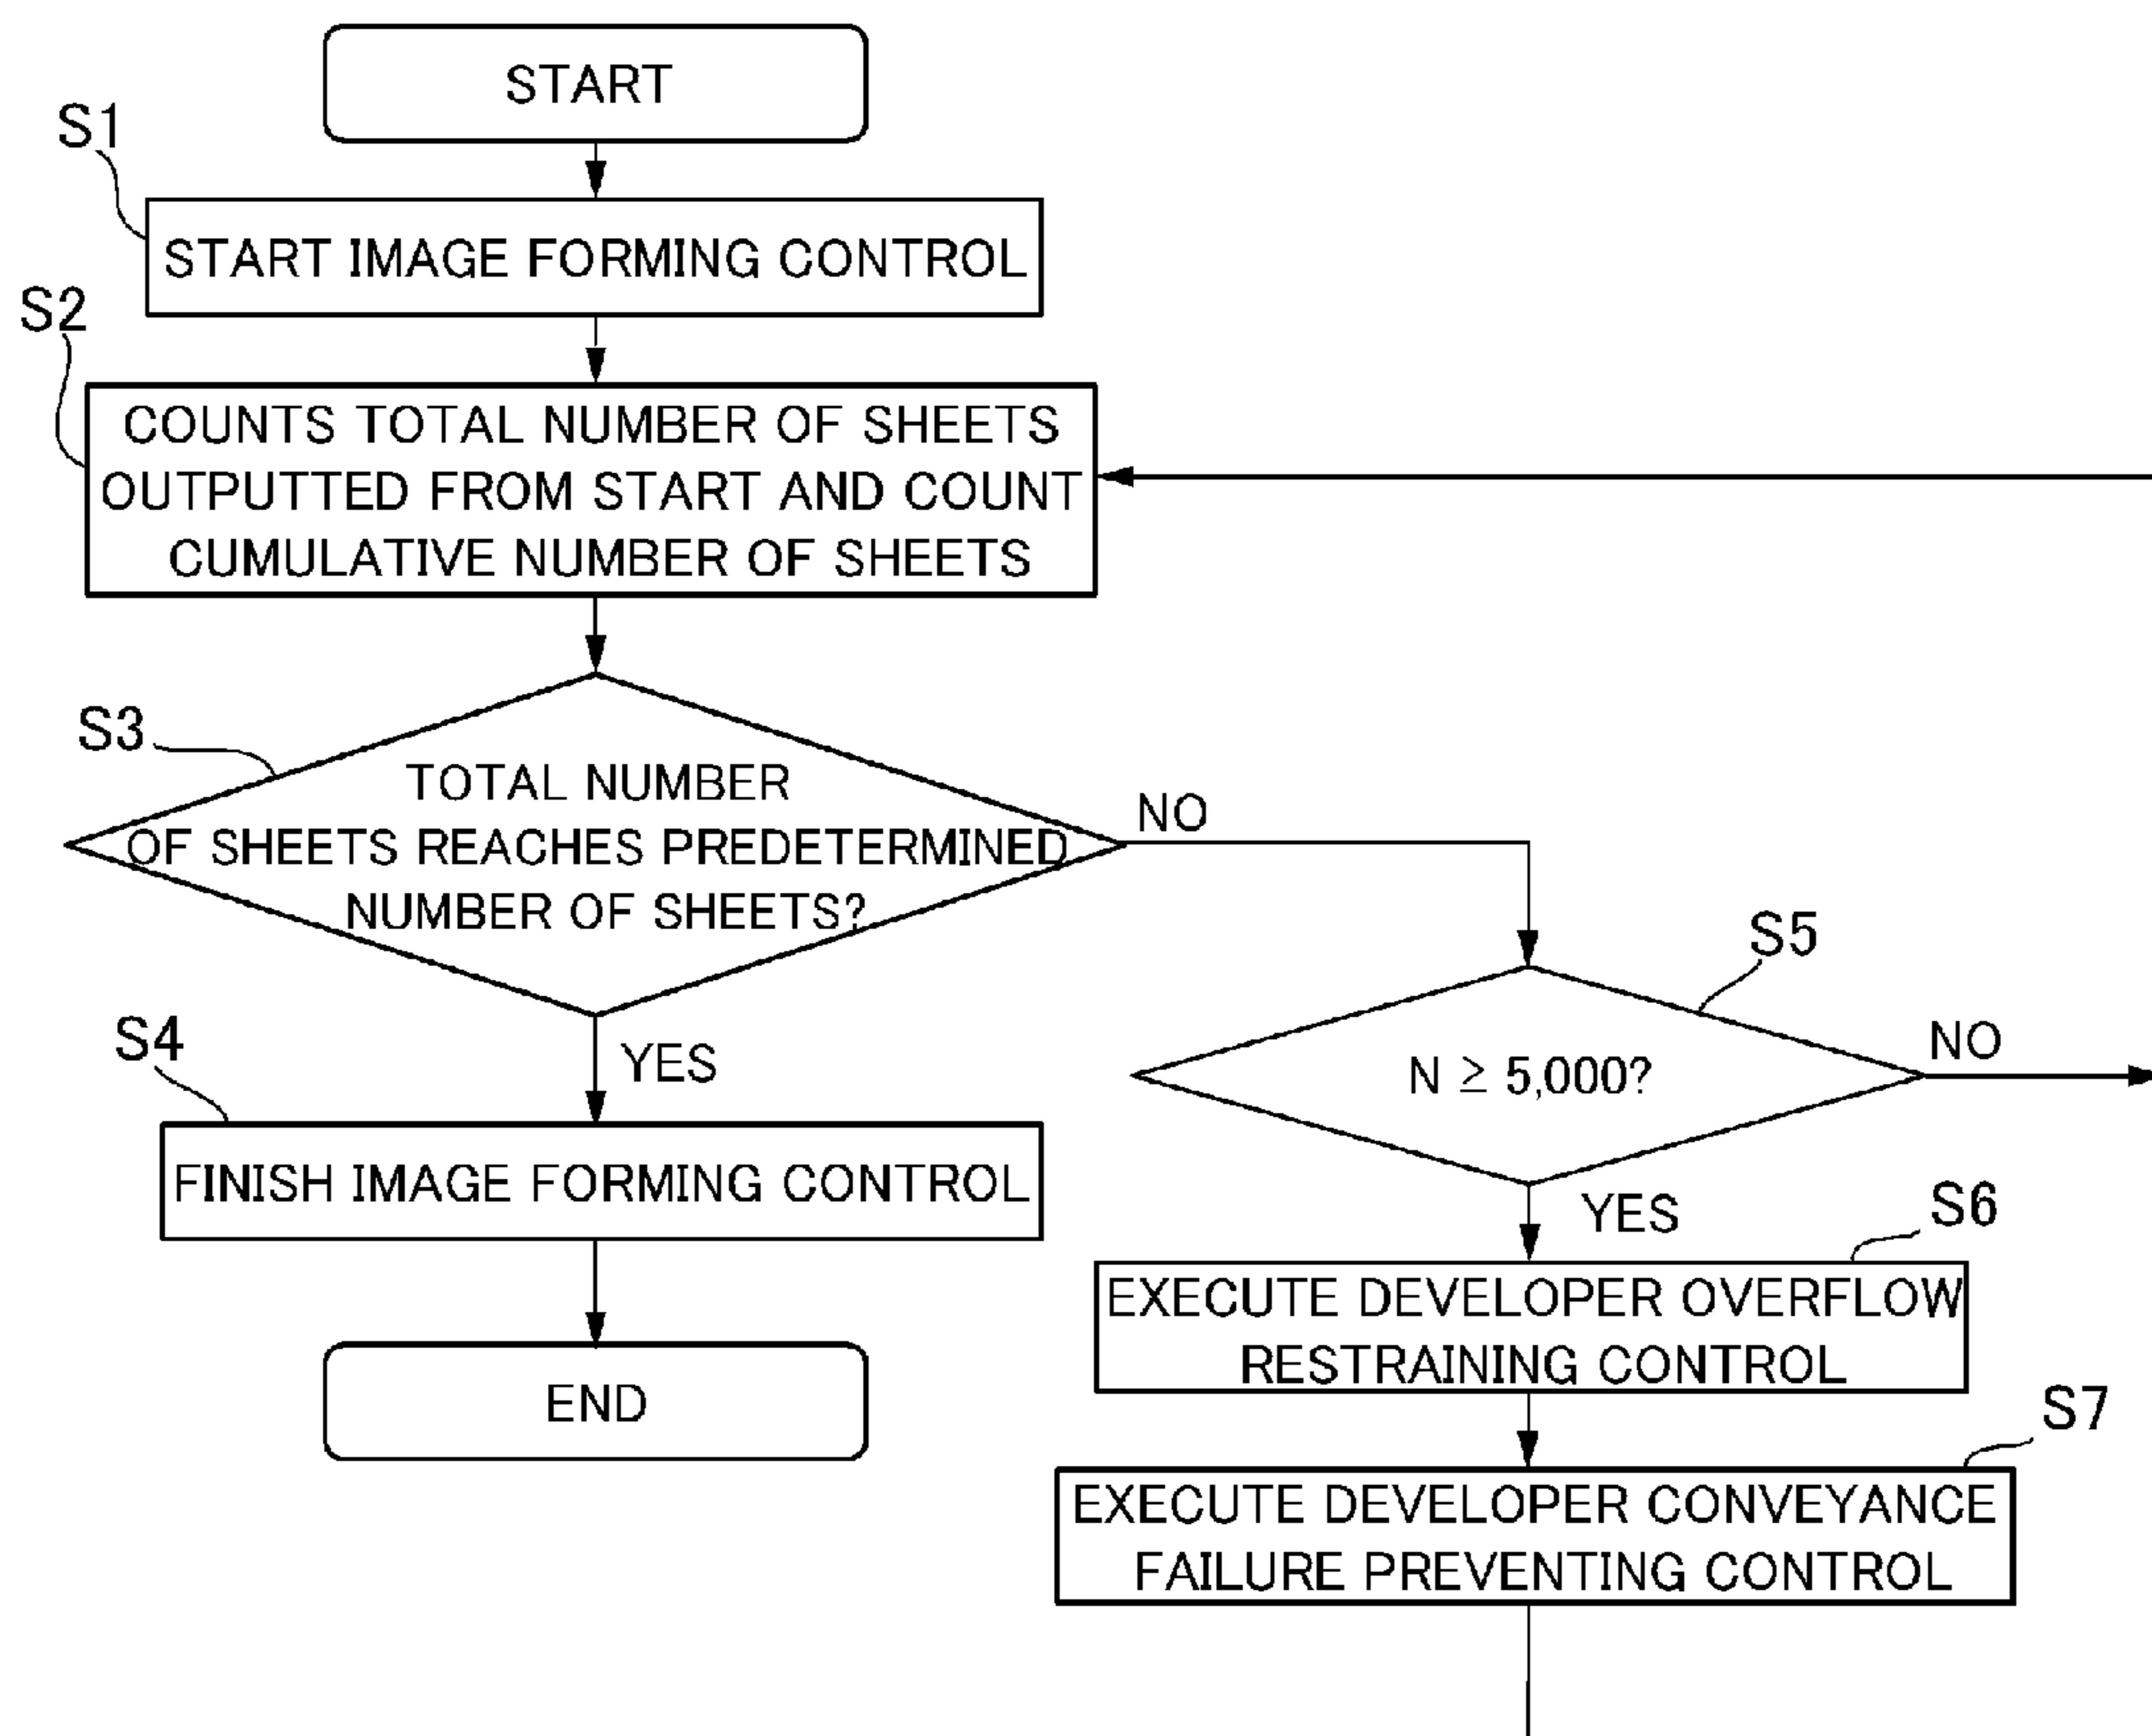 START
S1
START IMAGE FORMING CONTROL
S2
COUNTS TOTAL NUMBER OF SHEETS
OUTPUTTED FROM START AND COUNT
CUMULATIVE NUMBER OF SHEETS
S3
TOTAL NUMBER
OF SHEETS REACHES PREDETERMINED
NUMBER OF SHEETS?
NO
YES
S4
FINISH IMAGE FORMING CONTROL
END
S5
N ≥ 5,000?
NO
YES
S6
EXECUTE DEVELOPER OVERFLOW
RESTRAINING CONTROL
S7
EXECUTE DEVELOPER CONVEYANCE
FAILURE PREVENTING CONTROL